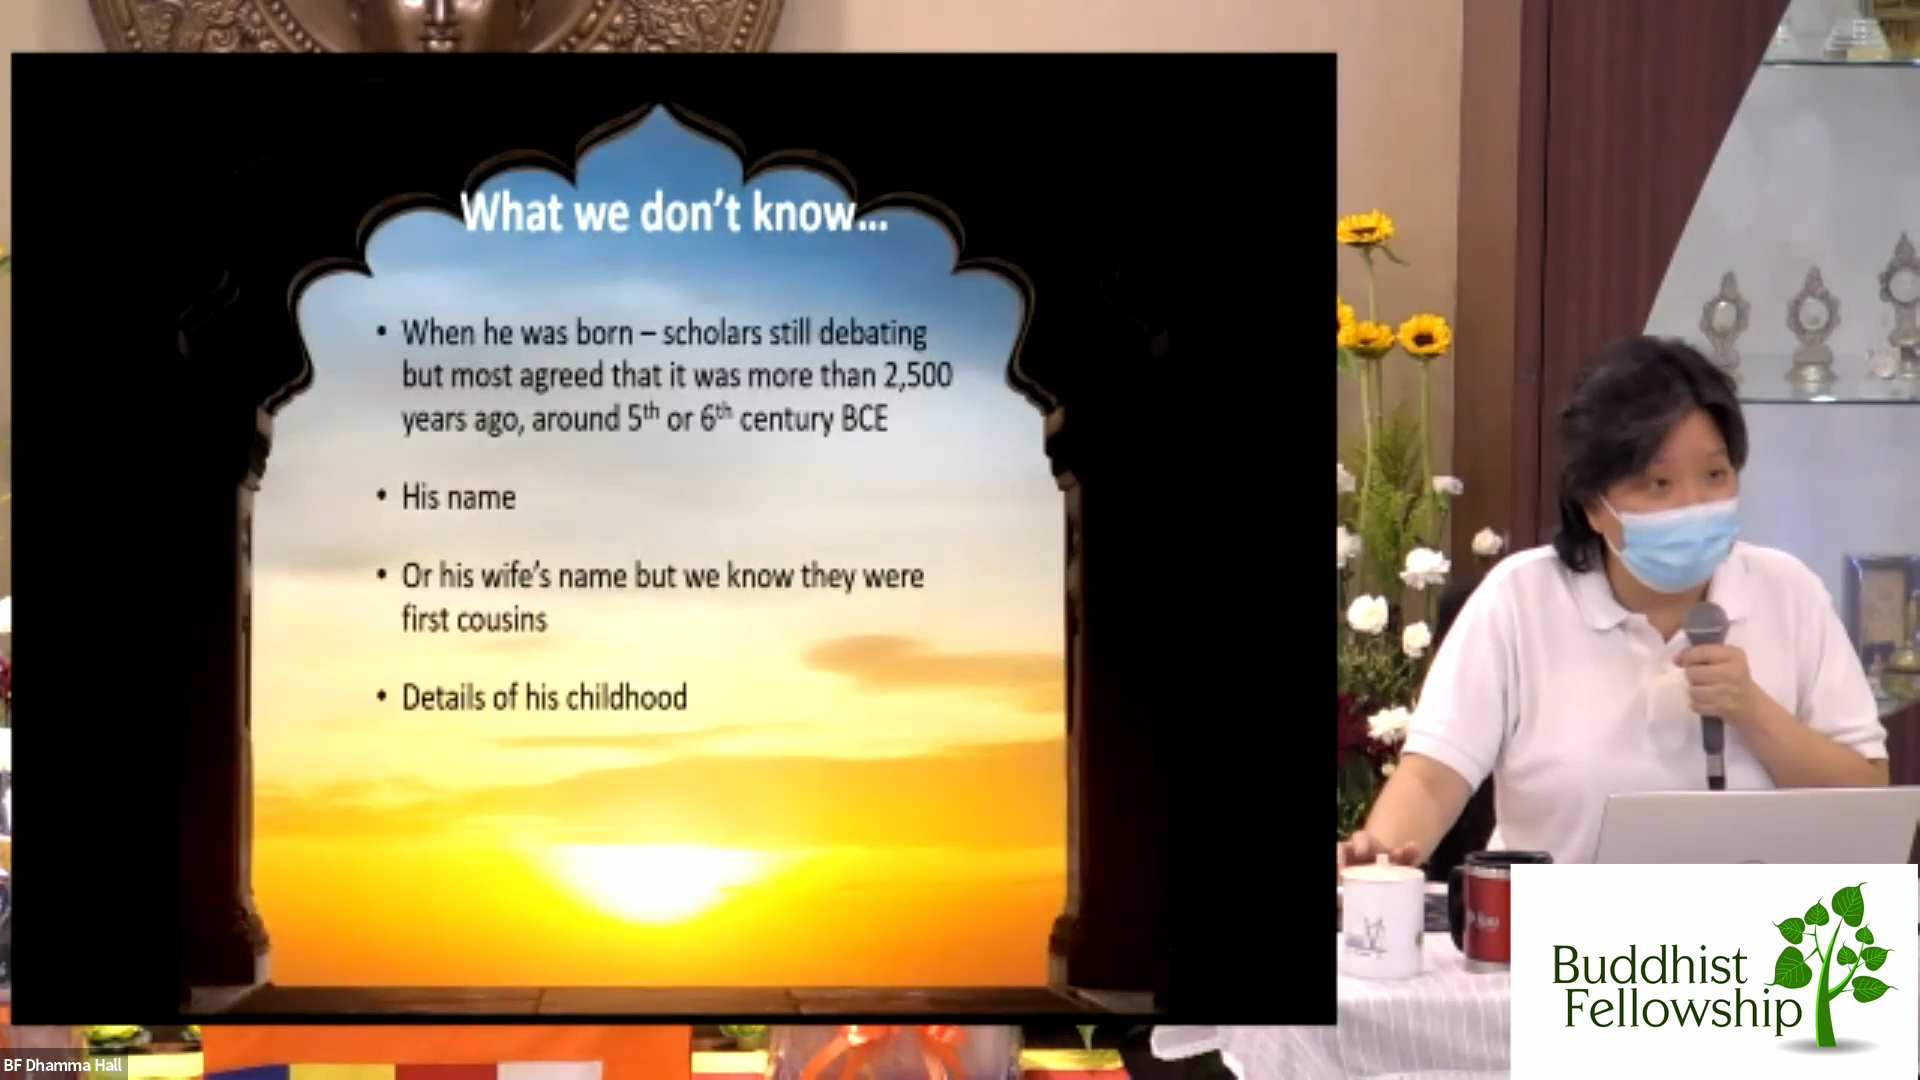 What we don't know...
• When he was born – scholars still debating
but most agreed that it was more than 2,500
years ago, around 5th or 6th century BCE
• His name
• Or his wife's name but we know they were
first cousins
• Details of his childhood
Buddhist
Fellowship
BF Dhamma Hall